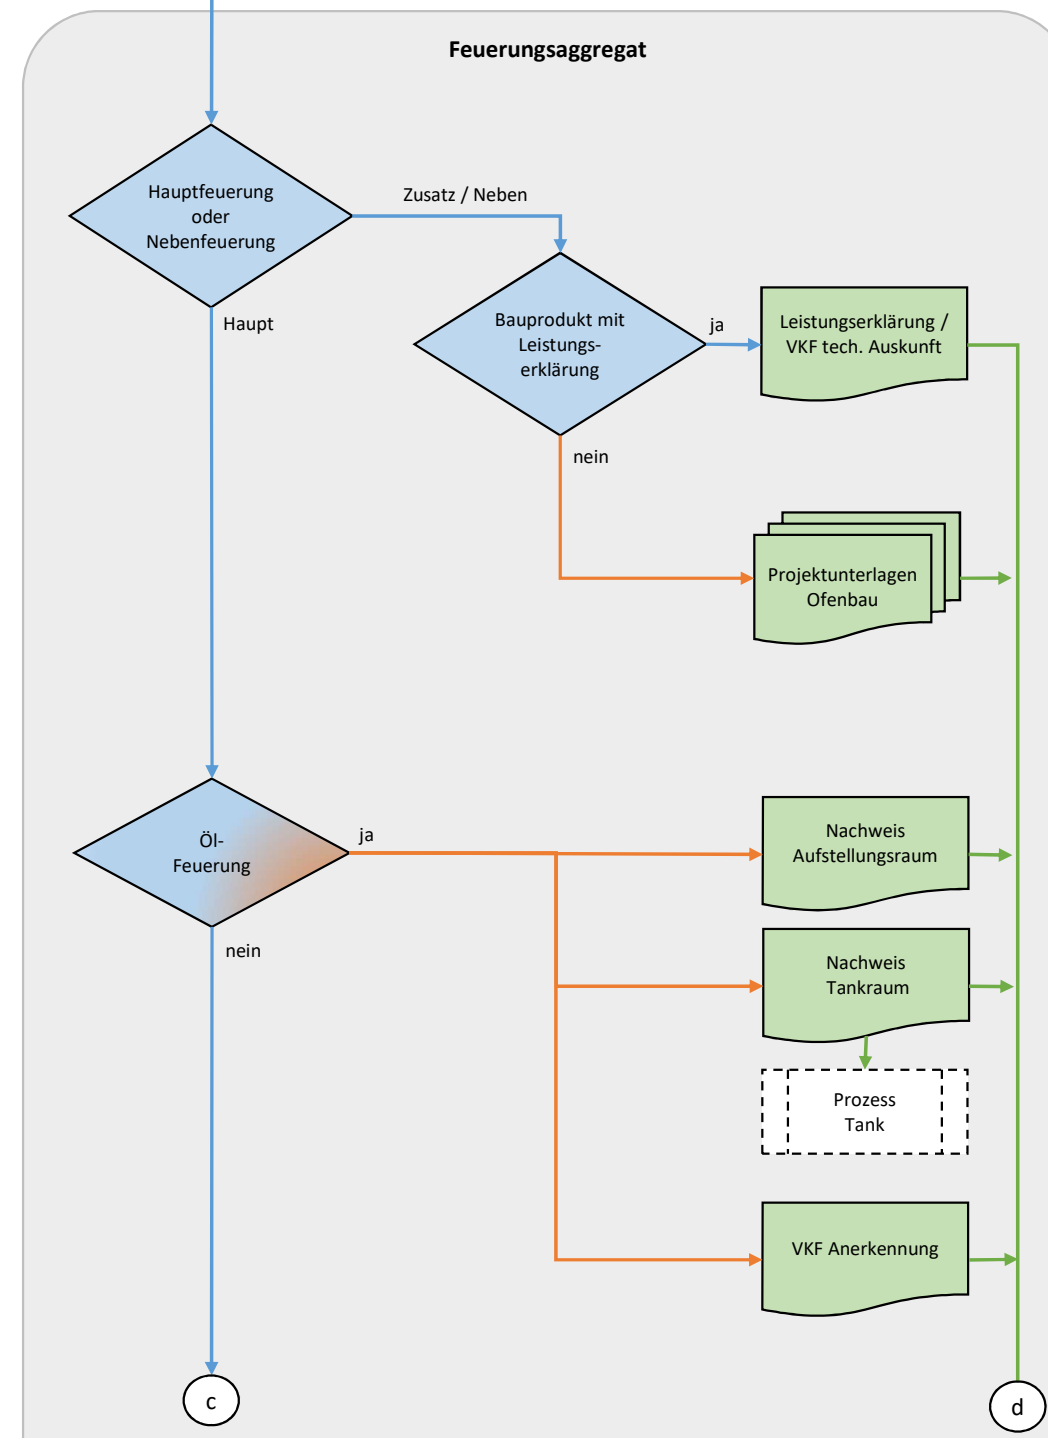 Feuerungsaggregat
Hauptfeuerung
oder
Nebenfeuerung
Zusatz / Neben
Haupt
Bauprodukt mit
Leistungs-
erklärung
ja
Leistungserklärung /
VKF tech. Auskunft
nein
Projektunterlagen
Ofenbau
Öl-
Feuerung
ja
nein
Nachweis
Aufstellungsraum
Nachweis
Tankraum
Prozess
Tank
VKF Anerkennung
c
d